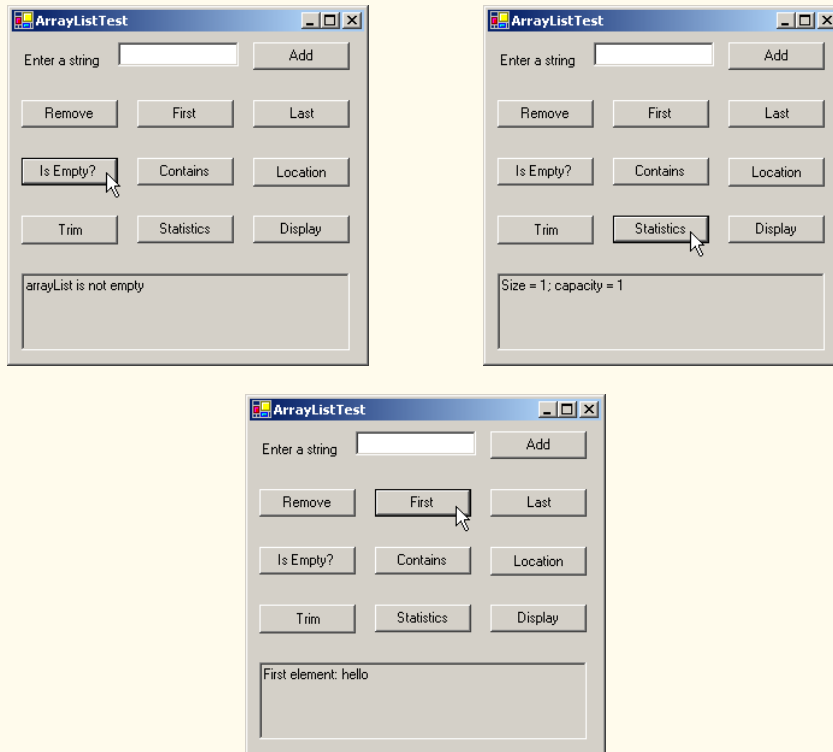 ArrayListTest
Enter a string Add
Remove First Last
Is Empty? Contains Location
Trim Statistics Display
arrayList is not empty
ArrayListTest
Enter a string Add
Remove First Last
Is Empty? Contains Location
Trim Statistics Display
Size = 1; capacity = 1
ArrayListTest
Enter a string Add
Remove First Last
Is Empty? Contains Location
Trim Statistics Display
First element: hello